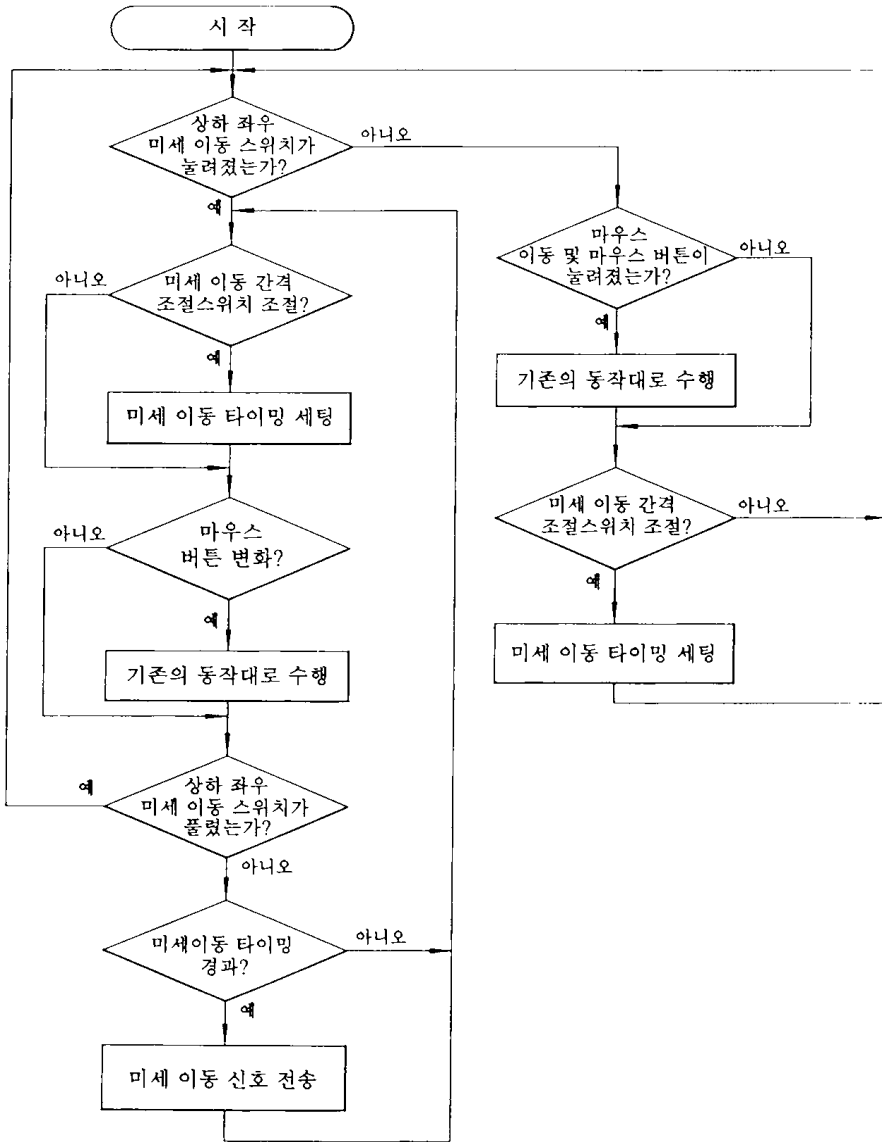 시 작
상하 좌우
미세 이동 스위치가
눌려졌는가?
아니오
예
미세 이동 간격
조절스위치 조절?
아니오
예
미세 이동 타이밍 세팅
마우스
버튼 변화?
아니오
예
기존의 동작대로 수행
상하 좌우
미세 이동 스위치가
풀렸는가?
예
아니오
미세이동 타이밍
경과?
아니오
예
미세 이동 신호 전송
마우스
이동 및 마우스 버튼이
눌려졌는가?
아니오
예
기존의 동작대로 수행
미세 이동 간격
조절스위치 조절?
아니오
예
미세 이동 타이밍 세팅